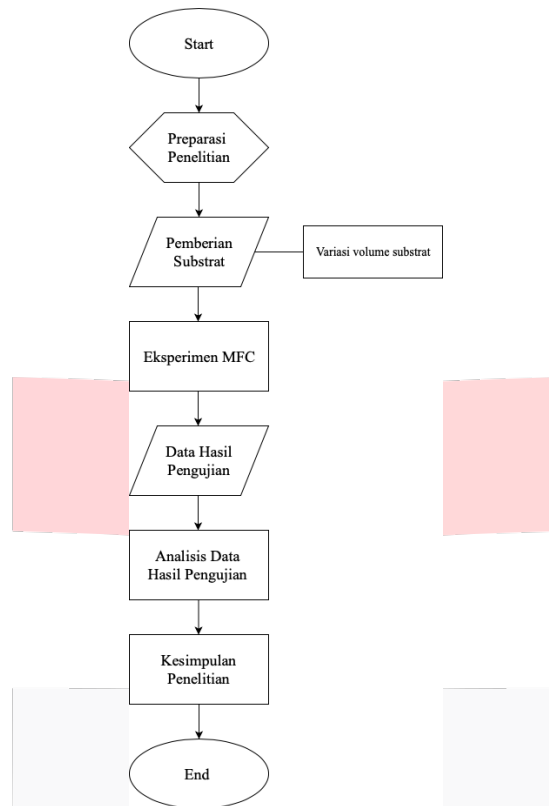 Start
Preparasi
Penelitian
Pemberian
Substrat
Variasi volume substrat
Eksperimen MFC
Data Hasil
Pengujian
Analisis Data
Hasil Pengujian
Kesimpulan
Penelitian
End